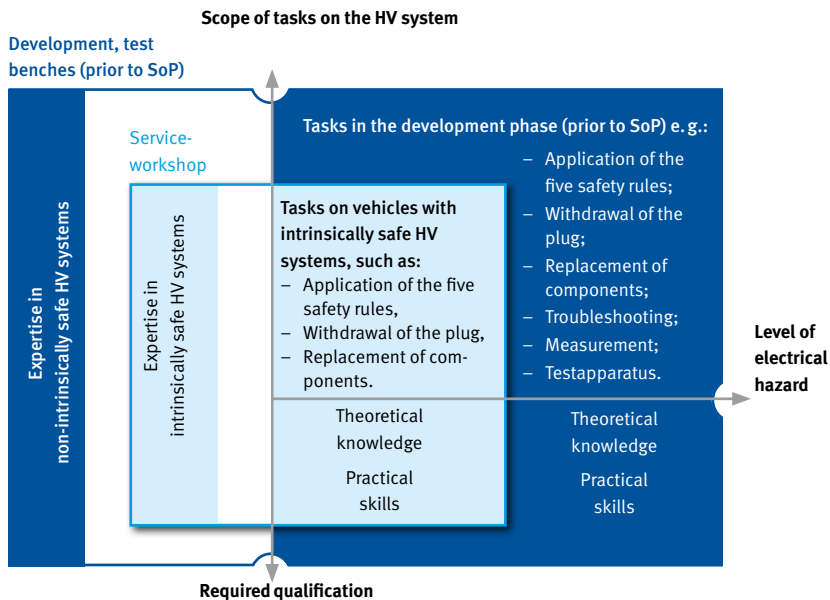 Scope of tasks on the HV system
Development, test
benches (prior to SoP)
Expertise in
non-intrinsically safe HV systems
Service-
workshop
Expertise in
intrinsically safe HV systems
Tasks on vehicles with
intrinsically safe HV
systems, such as:
– Application of the five
safety rules,
– Withdrawal of the plug,
– Replacement of com-
ponents.
Theoretical
knowledge
Practical
skills
Tasks in the development phase (prior to SoP) e. g.:
– Application of the
five safety rules;
– Withdrawal of the
plug;
– Replacement of
components;
– Troubleshooting;
– Measurement;
– Testapparatus.
Theoretical
knowledge
Practical
skills
Level of
electrical
hazard
Required qualification